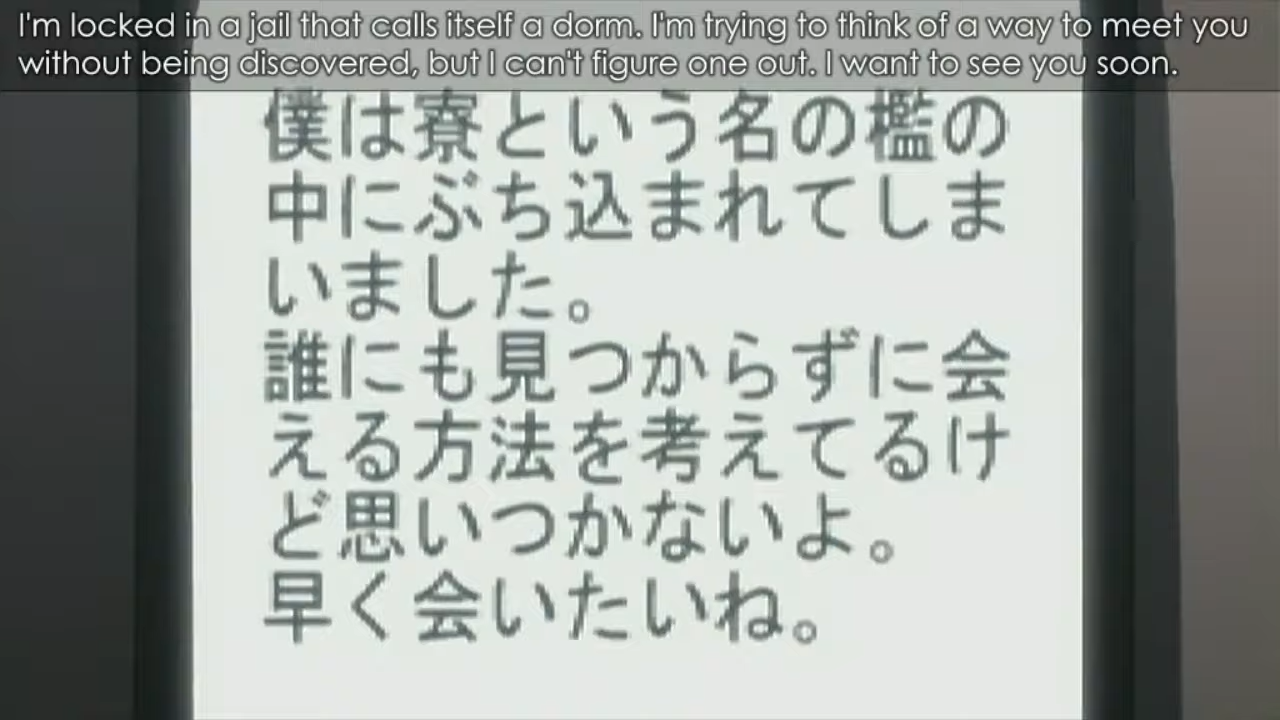 I'm locked in a jail that calls itself a dorm. I'm trying to think of a way to meet you
without being discovered, but I can't figure one out. I want to see you soon.
僕は寮という名の檻の
中にぶち込まれてしま
いました。
誰にも見つからずに会
える方法を考えてるけ
ど思いつかないよ。
早く会いたいね。